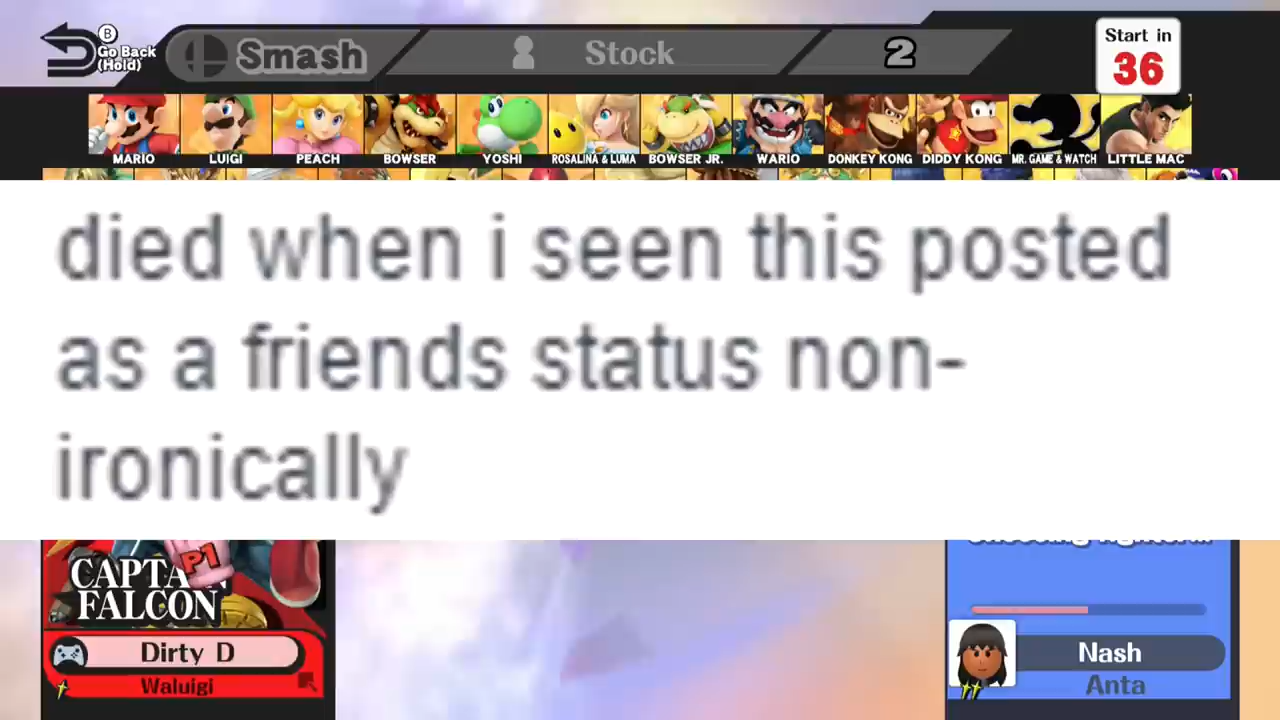 B
Go Back
(Hold)
Smash
Stock
2
Start in
36
MARIO
LUIGI
PEACH
BOWSER
YOSHI
ROSALINA & LUMA
BOWSER JR.
WARIO
DONKEY KONG
DIDDY KONG
MR. GAME & WATCH
LITTLE MAC
died when i seen this posted
as a friends status non-
ironically
P1
CAPTAIN
FALCON
Dirty D
Waluigi
Nash
Anta